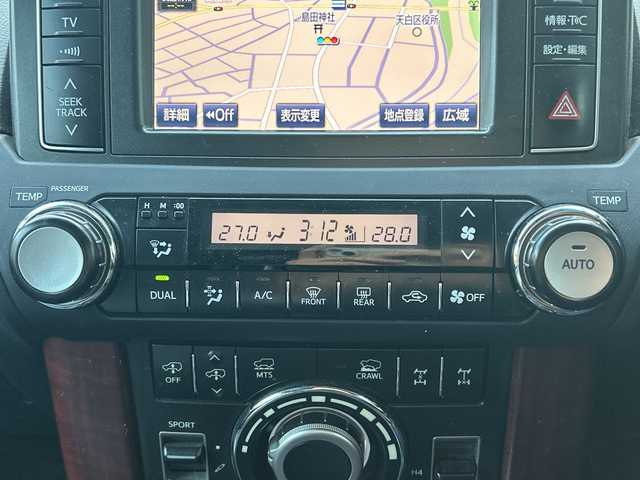 島田神社
天白区役所
TV
情報・TEC
設定・編集
SEEK
TRACK
詳細
Off
表示変更
地点登録
広域
TEMP
PASSENGER
H M :00
TEMP
27.0
3:12
28.0
AUTO
DUAL
A/C
FRONT
REAR
OFF
OFF
MTS
CRAWL
SPORT
H4